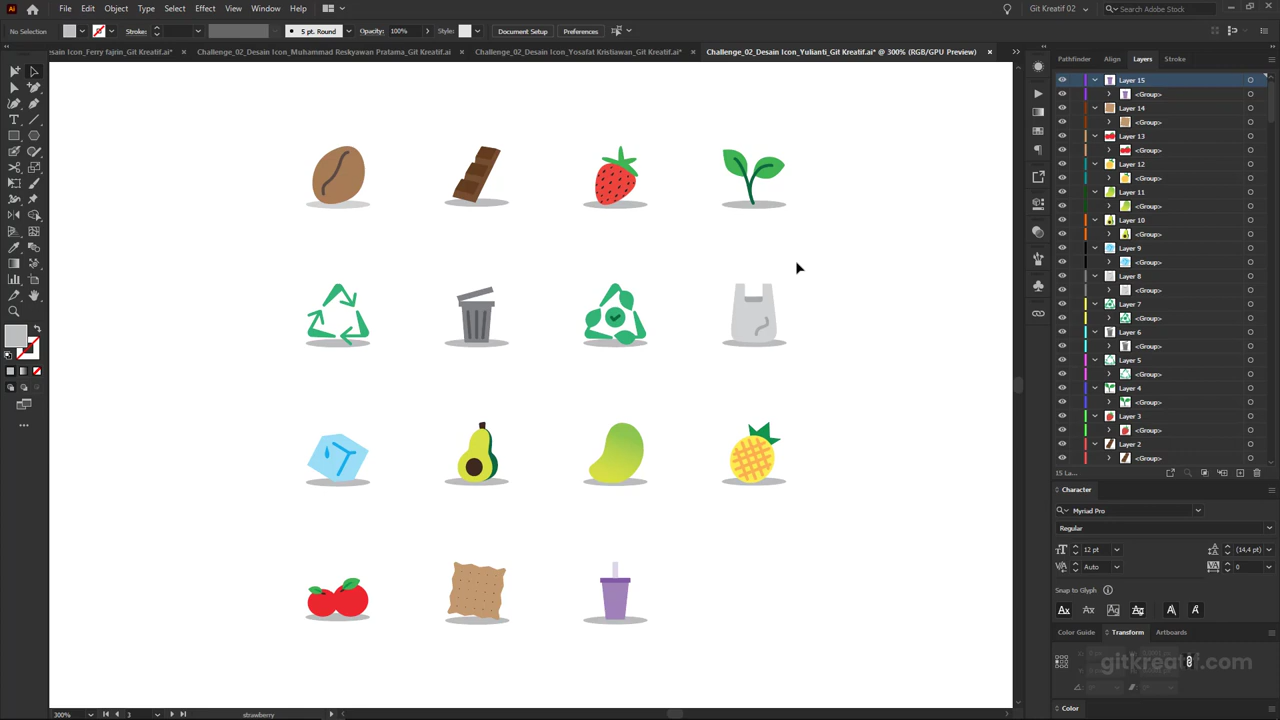 File Edit Object Type Select Effect View Window Help
Git Kreatif 02
Search Adobe Stock
No Selection
Stroke:
5 pt. Round
Opacity: 100%
Style:
Document Setup
Preferences
esain Icon_Ferry fajrin_Git Kreatif.ai*
Challenge_02_Desain Icon_Muhammad Reskyawan Pratama_Git Kreatif.ai
Challenge_02_Desain Icon_Yosafat Kristiawan_Git Kreatif.ai*
Challenge_02_Desain Icon_Yulianti_Git Kreatif.ai* @ 300% (RGB/GPU Preview)
Pathfinder Align Layers Stroke
Layer 15
<Group>
Layer 14
<Group>
Layer 13
<Group>
Layer 12
<Group>
Layer 11
<Group>
Layer 10
<Group>
Layer 9
<Group>
Layer 8
<Group>
Layer 7
<Group>
Layer 6
<Group>
Layer 5
<Group>
Layer 4
<Group>
Layer 3
<Group>
Layer 2
<Group>
15 La...
Character
Myriad Pro
Regular
12 pt (14,4 pt)
Auto 0
Snap to Glyph
Color Guide Transform Artboards
gitkreatif.com
Color
300% 3 strawberry